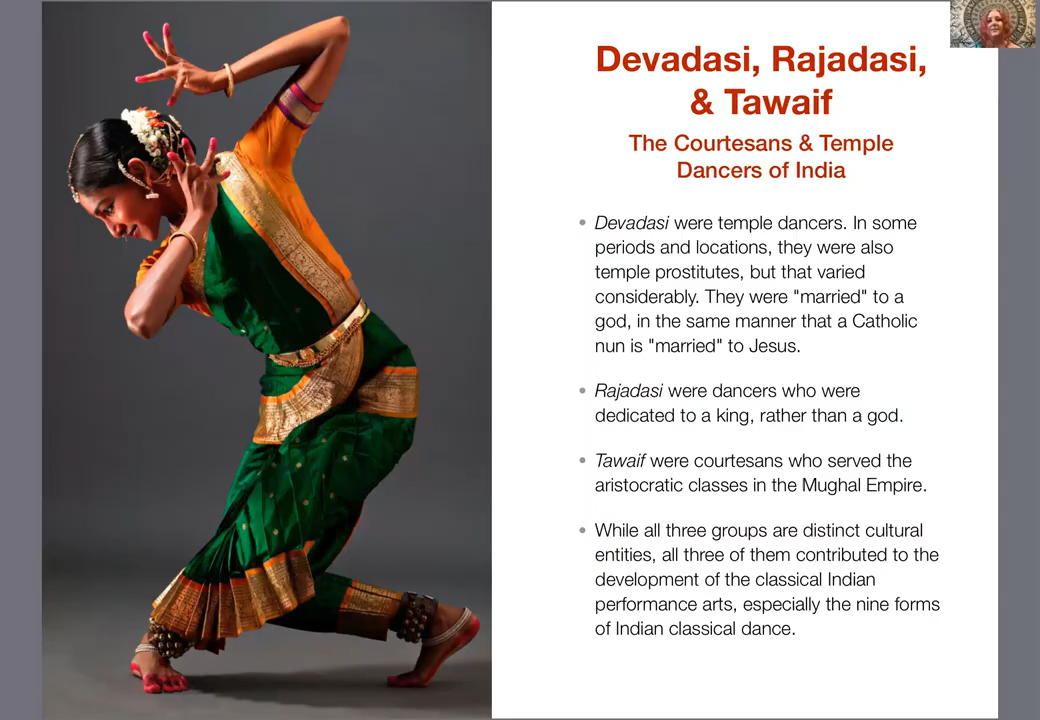 Devadasi, Rajadasi,
& Tawaif
The Courtesans & Temple
Dancers of India
• Devadasi were temple dancers. In some
periods and locations, they were also
temple prostitutes, but that varied
considerably. They were "married" to a
god, in the same manner that a Catholic
nun is "married" to Jesus.
• Rajadasi were dancers who were
dedicated to a king, rather than a god.
• Tawaif were courtesans who served the
aristocratic classes in the Mughal Empire.
• While all three groups are distinct cultural
entities, all three of them contributed to the
development of the classical Indian
performance arts, especially the nine forms
of Indian classical dance.